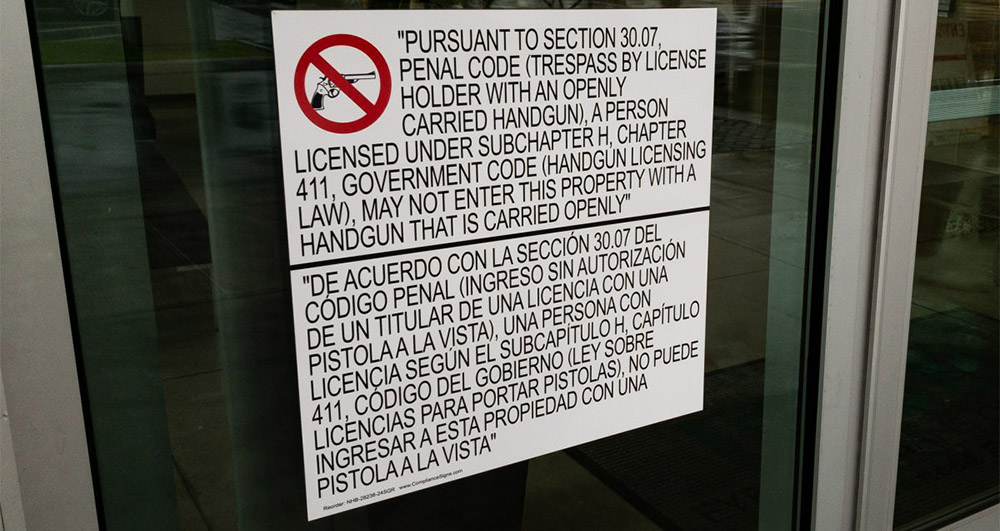 "PURSUANT TO SECTION 30.07,
PENAL CODE (TRESPASS BY LICENSE
HOLDER WITH AN OPENLY
CARRIED HANDGUN), A PERSON
LICENSED UNDER SUBCHAPTER H, CHAPTER
411, GOVERNMENT CODE (HANDGUN LICENSING
LAW), MAY NOT ENTER THIS PROPERTY WITH A
HANDGUN THAT IS CARRIED OPENLY"
"DE ACUERDO CON LA SECCIÓN 30.07 DEL
CÓDIGO PENAL (INGRESO SIN AUTORIZACIÓN
DE UN TITULAR DE UNA LICENCIA CON UNA
PISTOLA A LA VISTA), UNA PERSONA CON
LICENCIA SEGÚN EL SUBCAPÍTULO H, CAPÍTULO
411, CÓDIGO DEL GOBIERNO (LEY SOBRE
LICENCIAS PARA PORTAR PISTOLAS), NO PUEDE
INGRESAR A ESTA PROPIEDAD CON UNA
PISTOLA A LA VISTA"
Reorder: NHB-28238-24SQR www.ComplianceSigns.com